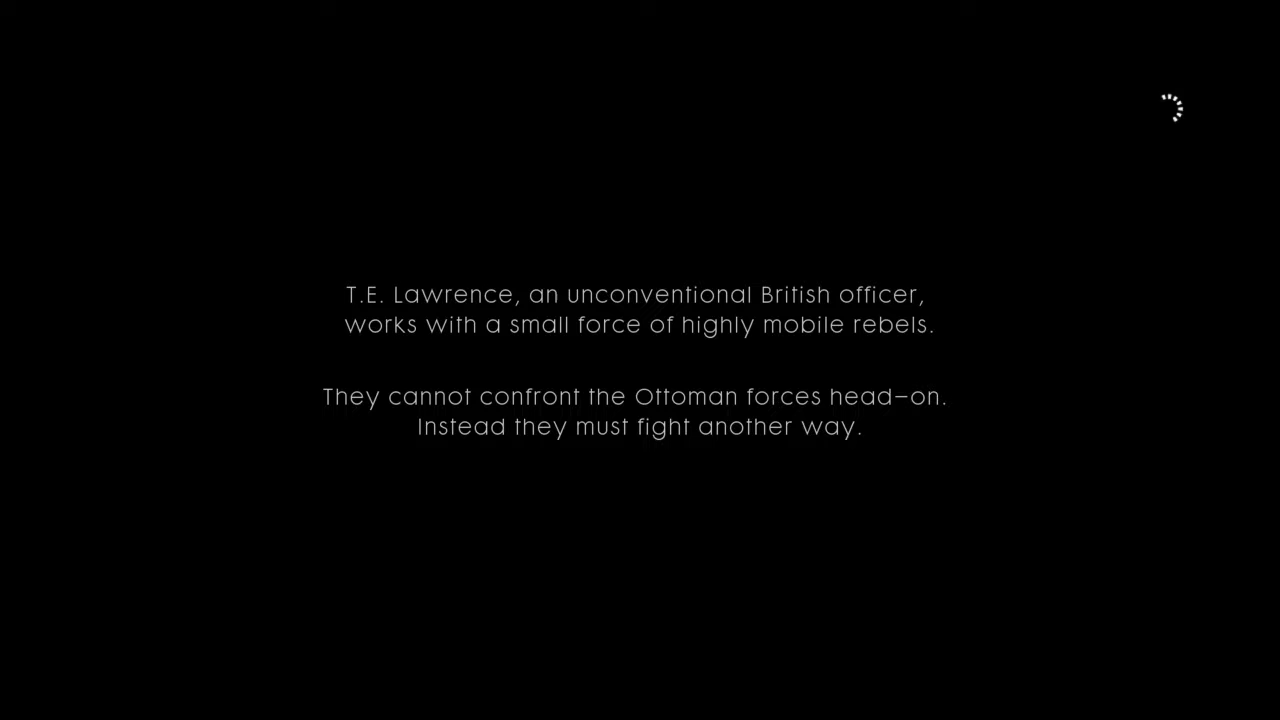 T.E. Lawrence, an unconventional British officer,
works with a small force of highly mobile rebels.
They cannot confront the Ottoman forces head–on.
Instead they must fight another way.